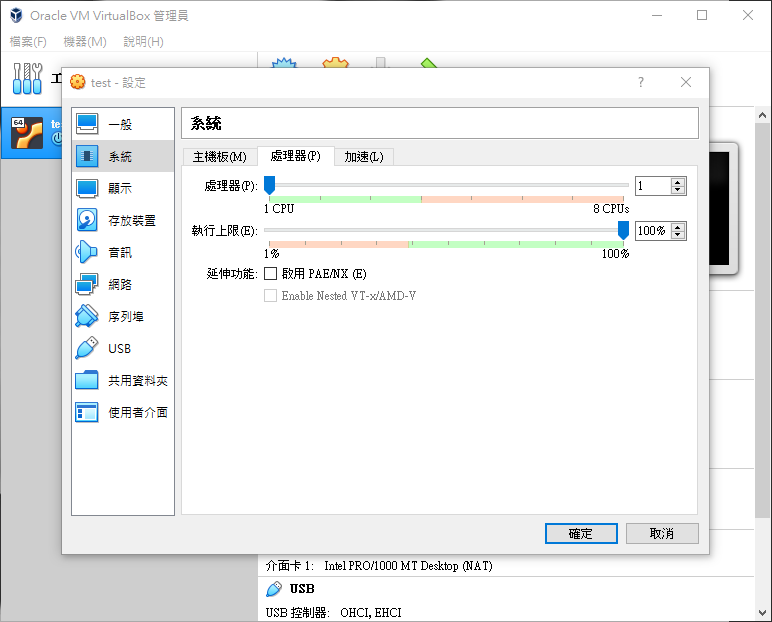 Oracle VM VirtualBox 管理員
檔案(F) 機器(M) 說明(H)
test - 設定
64
一般
系統
顯示
存放裝置
音訊
網路
序列埠
USB
共用資料夾
使用者介面
系統
主機板(M) 處理器(P) 加速(L)
處理器(P): 1
1 CPU 8 CPUs
執行上限(E): 100%
1% 100%
延伸功能: 啟用 PAE/NX (E)
Enable Nested VT-x/AMD-V
確定 取消
介面卡 1: Intel PRO/1000 MT Desktop (NAT)
USB
USB 控制器: OHCI, EHCI